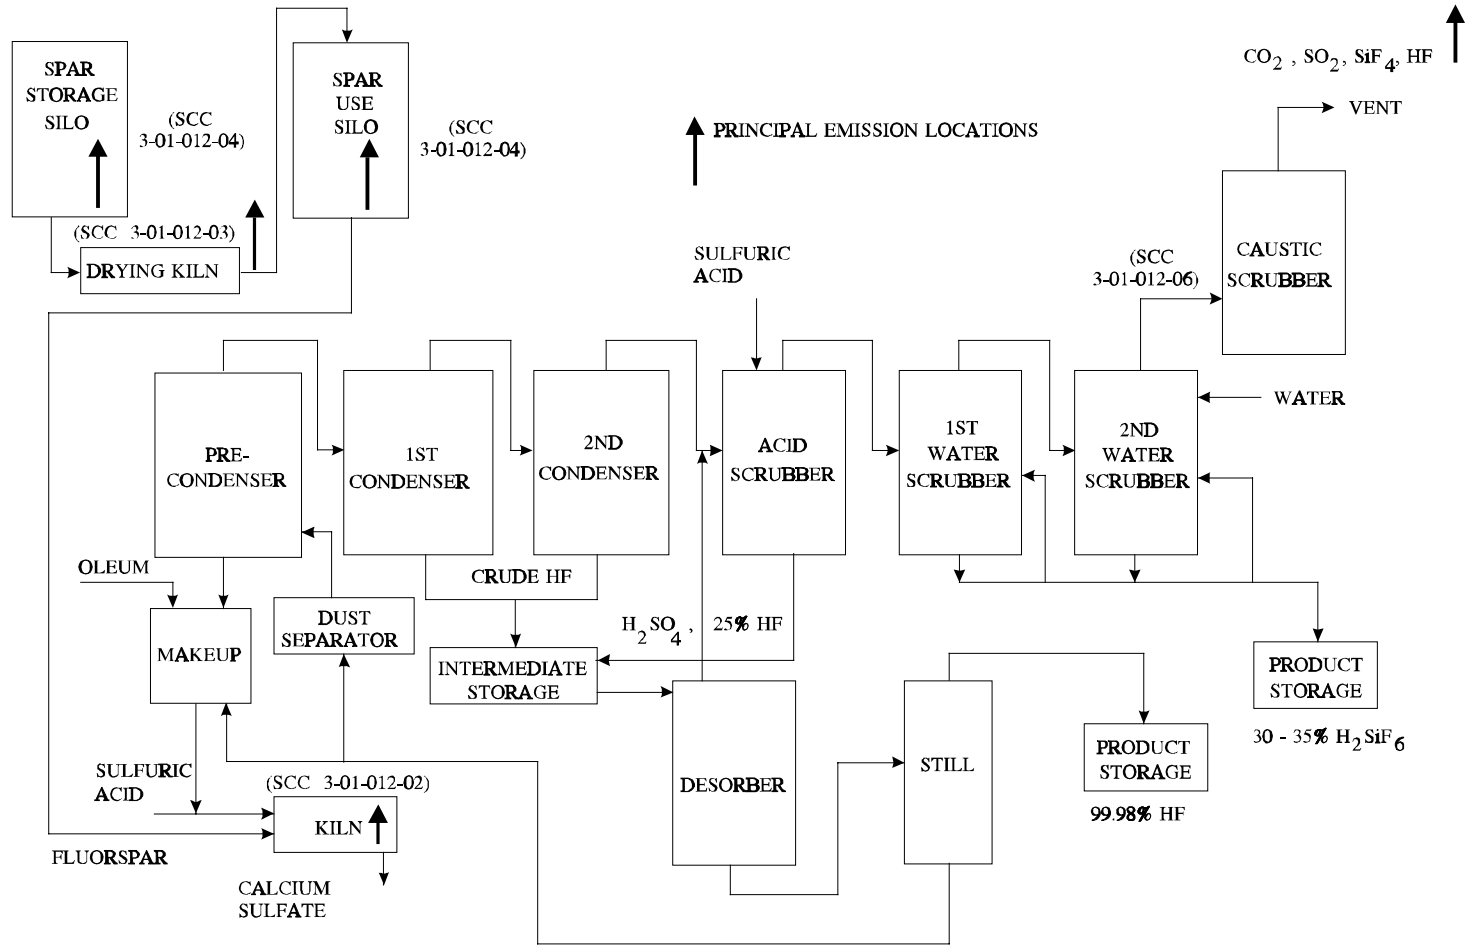 SPAR
STORAGE
SILO
(SCC
3-01-012-04)
SPAR
USE
SILO
(SCC
3-01-012-04)
PRINCIPAL EMISSION LOCATIONS
CO2 , SO2, SiF4, HF
VENT
(SCC 3-01-012-03)
DRYING KILN
SULFURIC
ACID
(SCC
3-01-012-06)
CAUSTIC
SCRUBBER
WATER
PRE-
CONDENSER
1ST
CONDENSER
2ND
CONDENSER
ACID
SCRUBBER
1ST
WATER
SCRUBBER
2ND
WATER
SCRUBBER
OLEUM
CRUDE HF
DUST
SEPARATOR
H2SO4 , 25% HF
MAKEUP
INTERMEDIATE
STORAGE
PRODUCT
STORAGE
30 - 35% H2SiF6
SULFURIC
ACID
(SCC 3-01-012-02)
KILN
DESORBER
STILL
PRODUCT
STORAGE
99.98% HF
FLUORSPAR
CALCIUM
SULFATE